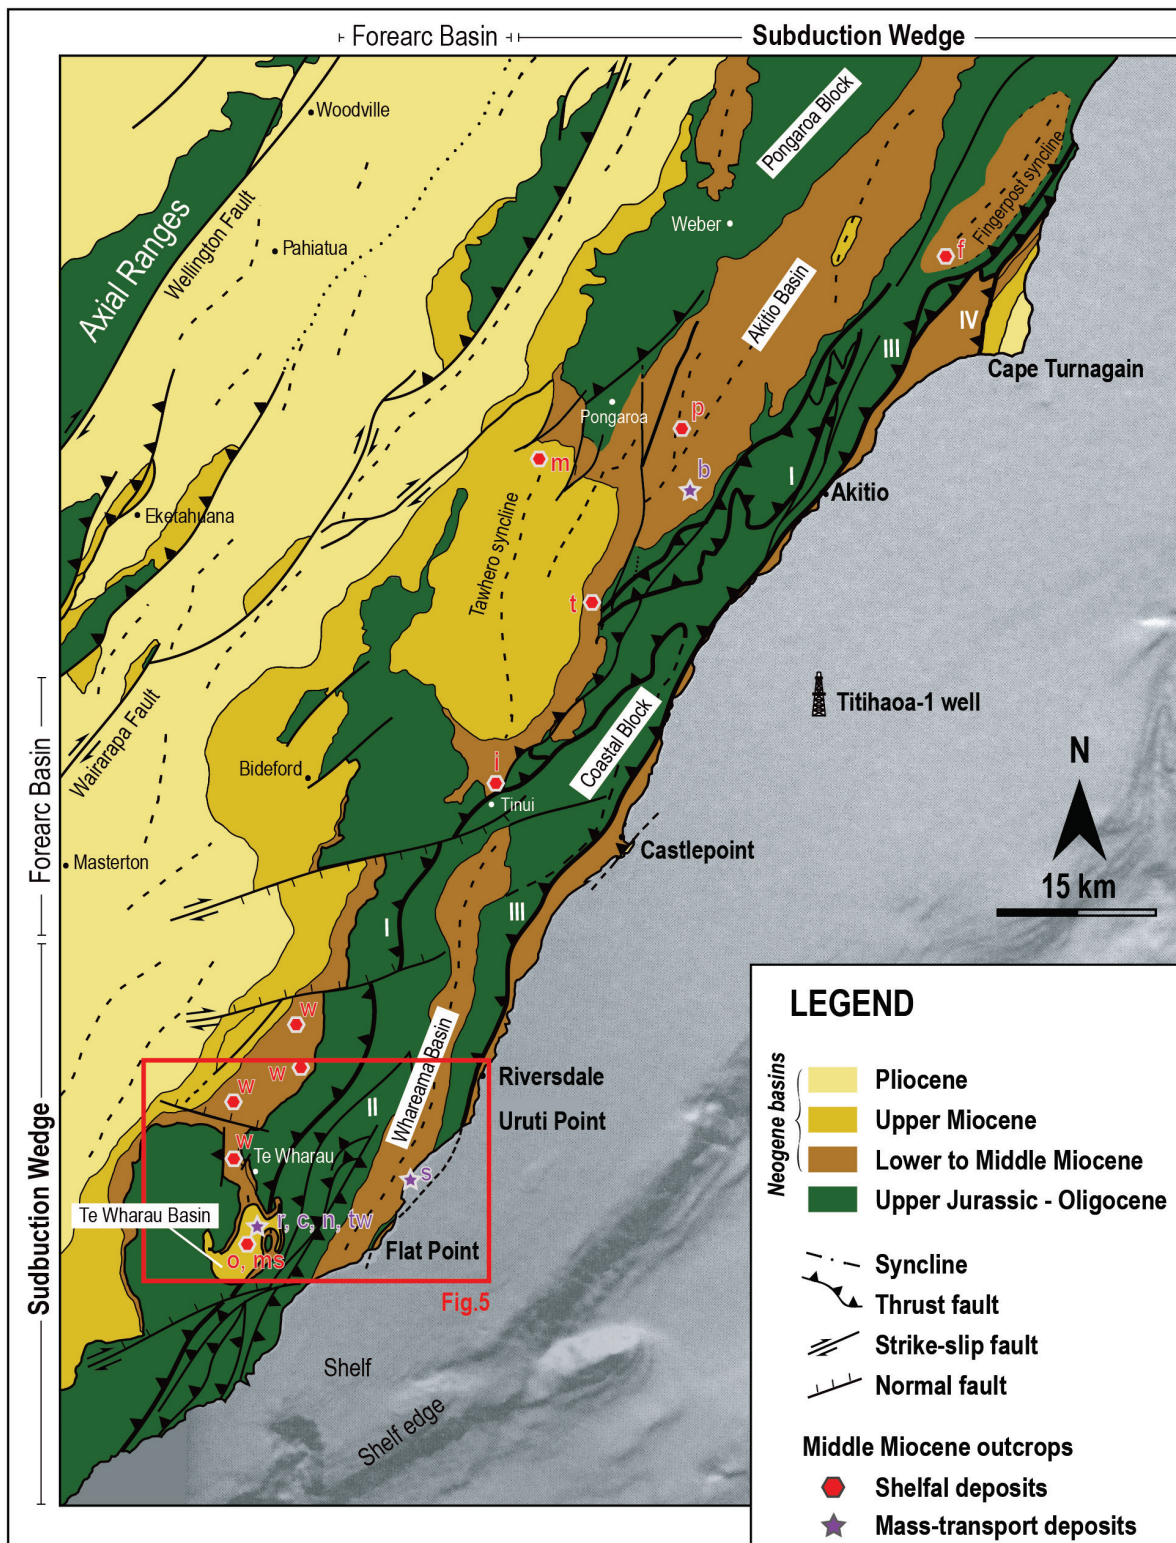 Forearc Basin
Subduction Wedge
Woodville
Pongaroa Block
Axial Ranges
Wellington Fault
Pahiatua
Weber
Fingerpost syncline
f
Akitio Basin
IV
III
Cape Turnagain
Pongaroa
p
m
b
I
Akitio
Eketahuana
Tawhero syncline
t
Titihaoa-1 well
Forearc Basin
Wairarapa Fault
Bideford
Coastal Block
i
Tinui
N
Masterton
Castlepoint
15 km
I
III
w
w
w
w
II
Whareama Basin
Riversdale
Uruti Point
Te Wharau
s
Te Wharau Basin
r, c, n, tw
o, ms
Flat Point
Fig.5
Sudbuction Wedge
Shelf
Shelf edge
LEGEND
Neogene basins
Pliocene
Upper Miocene
Lower to Middle Miocene
Upper Jurassic - Oligocene
Syncline
Thrust fault
Strike-slip fault
Normal fault
Middle Miocene outcrops
Shelfal deposits
Mass-transport deposits